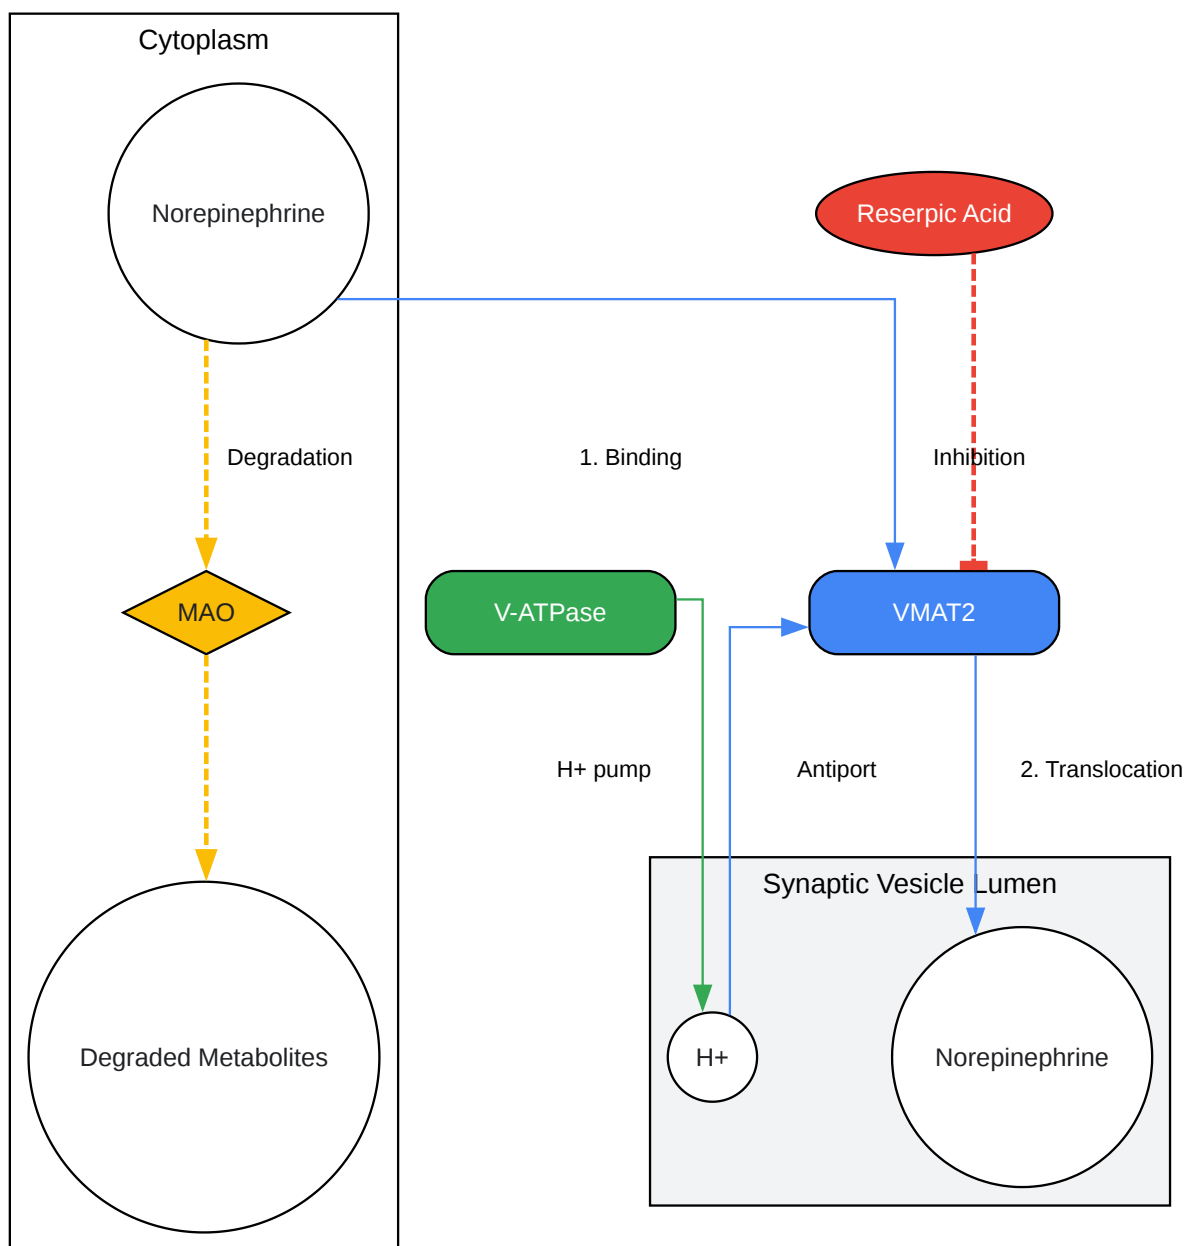 Cytoplasm
Norepinephrine
Reserpic Acid
Degradation
1. Binding
Inhibition
MAO
V-ATPase
VMAT2
H+ pump
Antiport
2. Translocation
Synaptic Vesicle Lumen
Degraded Metabolites
H+
Norepinephrine